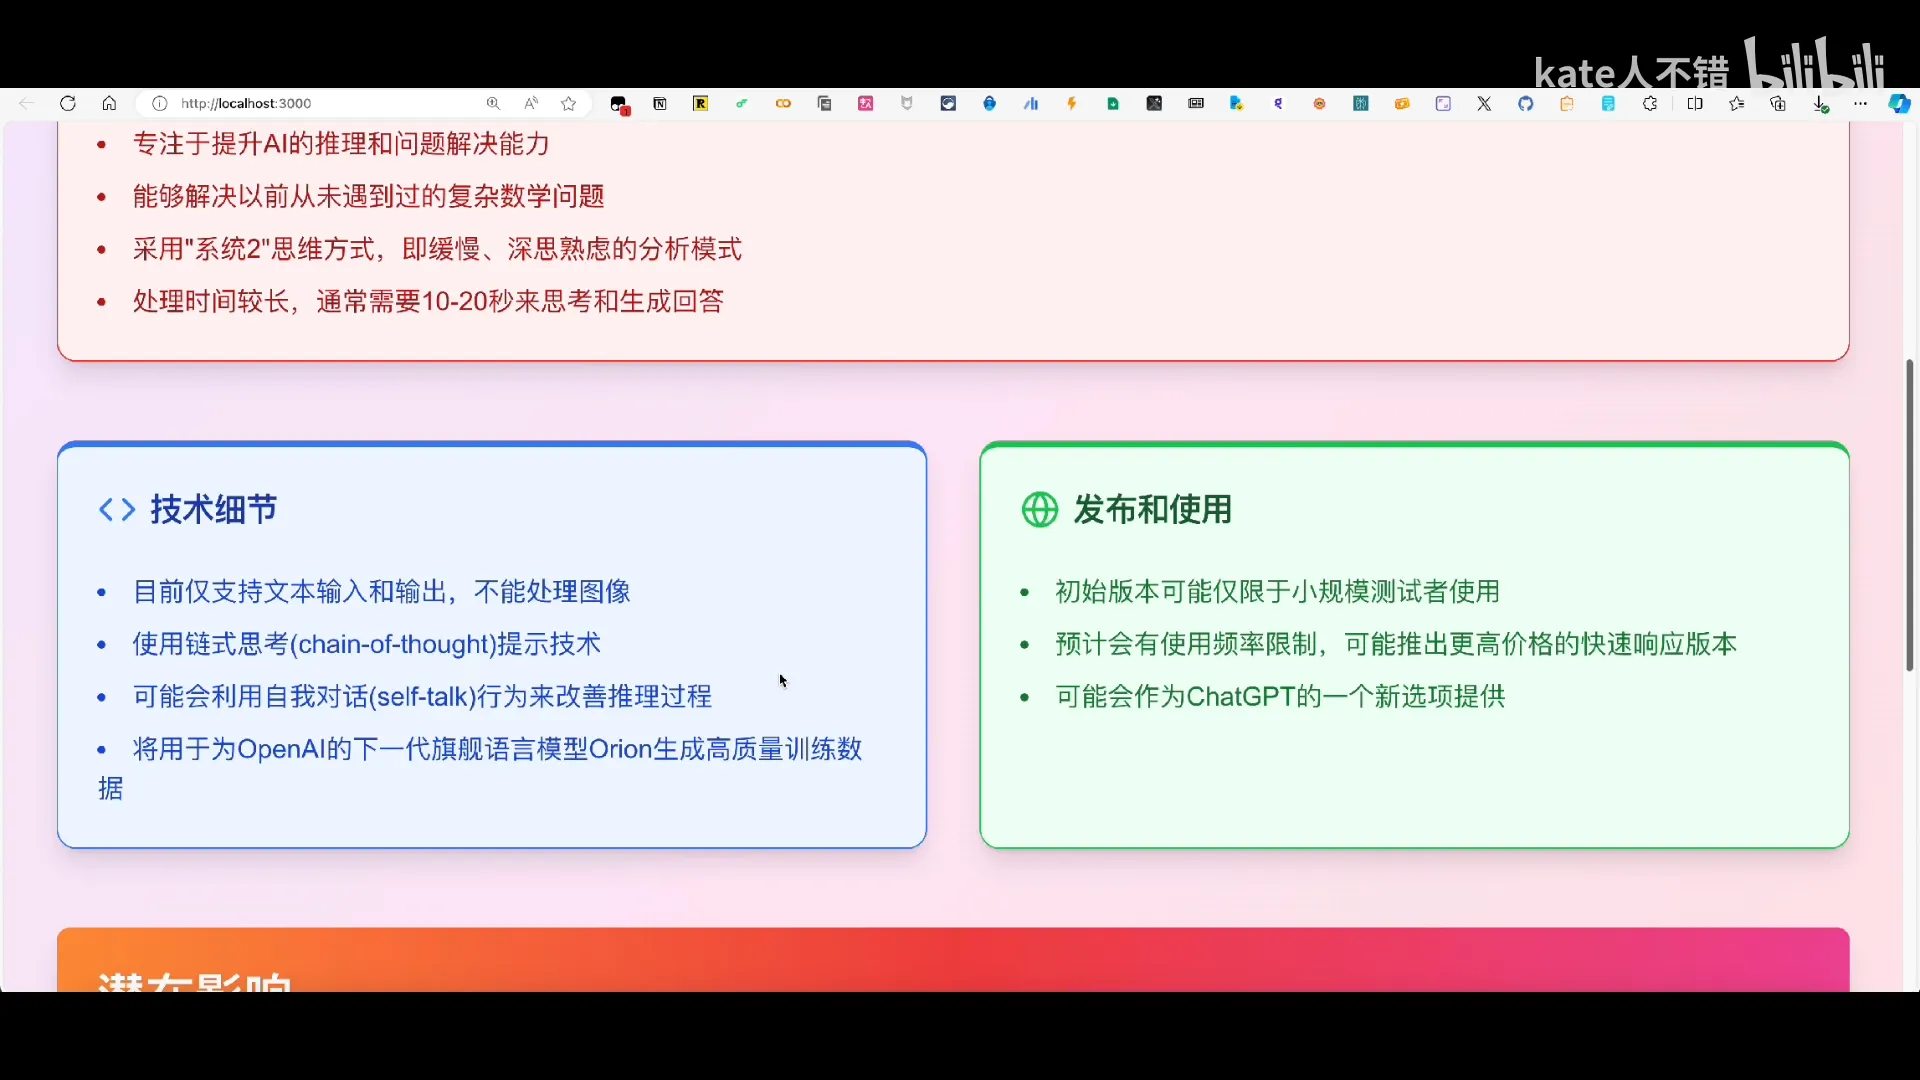 kate人不错 bilibili
http://localhost:3000
专注于提升AI的推理和问题解决能力
能够解决以前从未遇到过的复杂数学问题
采用"系统2"思维方式，即缓慢、深思熟虑的分析模式
处理时间较长，通常需要10-20秒来思考和生成回答
技术细节
目前仅支持文本输入和输出，不能处理图像
使用链式思考(chain-of-thought)提示技术
可能会利用自我对话(self-talk)行为来改善推理过程
将用于为OpenAI的下一代旗舰语言模型Orion生成高质量训练数
据
发布和使用
初始版本可能仅限于小规模测试者使用
预计会有使用频率限制，可能推出更高价格的快速响应版本
可能会作为ChatGPT的一个新选项提供
潜在影响